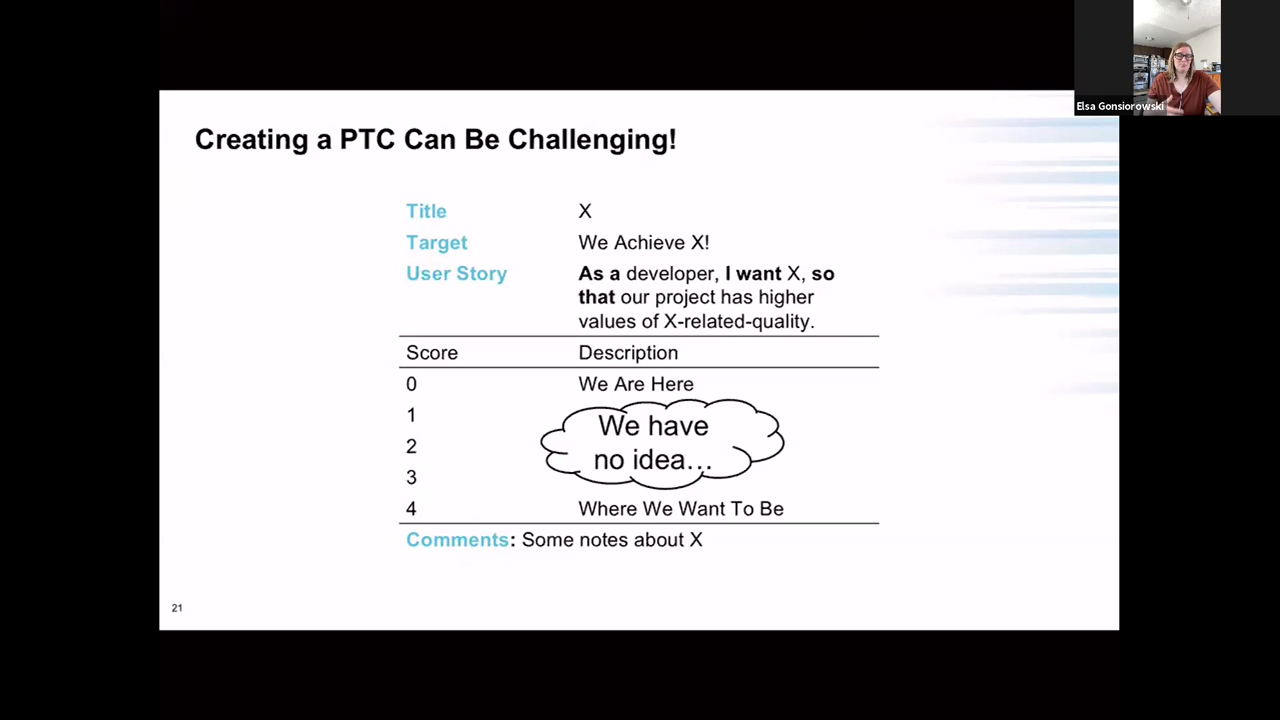 Elsa Gonsiorowski
Creating a PTC Can Be Challenging!
Title X
Target We Achieve X!
User Story As a developer, I want X, so
that our project has higher
values of X-related-quality.
Score Description
0 We Are Here
1
We have
2
no idea…
3
4 Where We Want To Be
Comments: Some notes about X
21